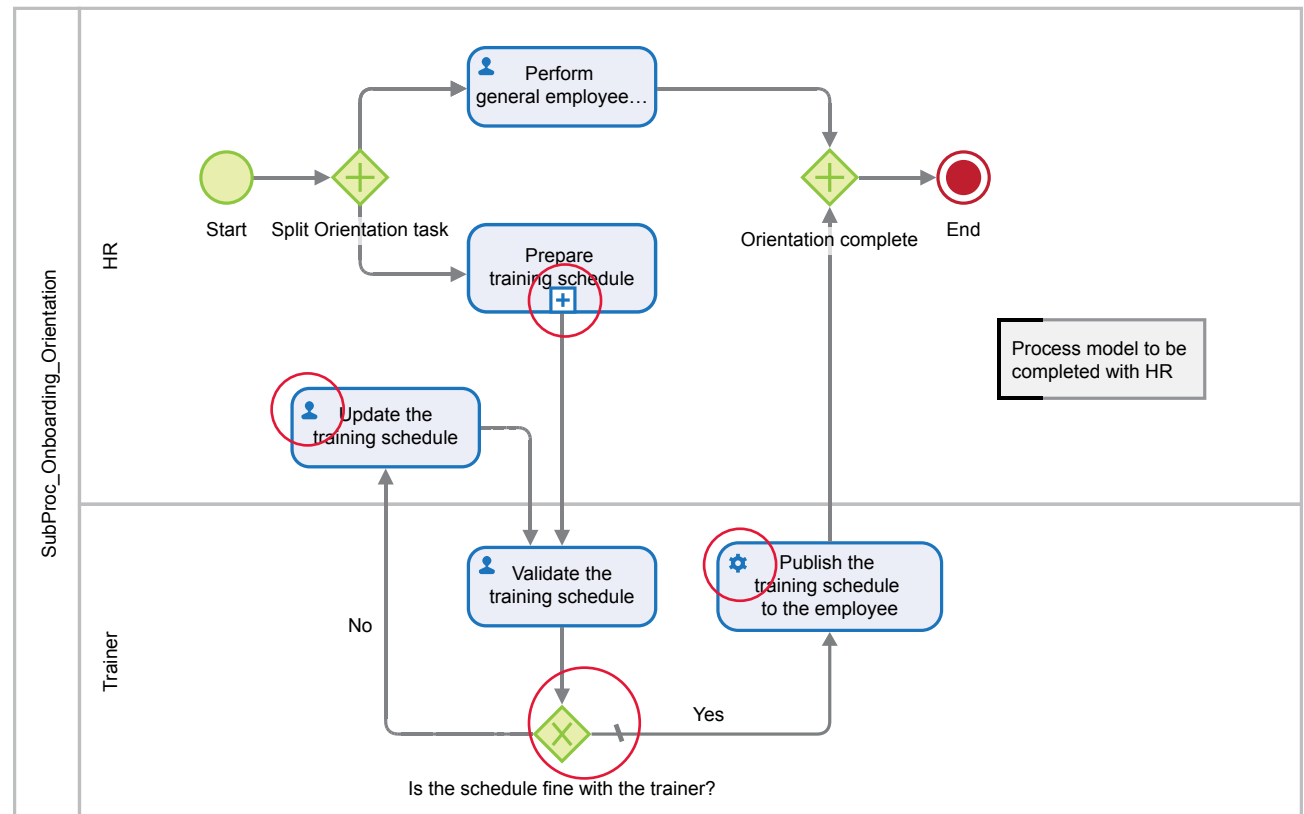 SubProc_Onboarding_Orientation
HR
Perform
general employee…
Start
Split Orientation task
Orientation complete
End
Prepare
training schedule
Process model to be
completed with HR
Update the
training schedule
Trainer
Validate the
training schedule
Publish the
training schedule
to the employee
No
Yes
Is the schedule fine with the trainer?